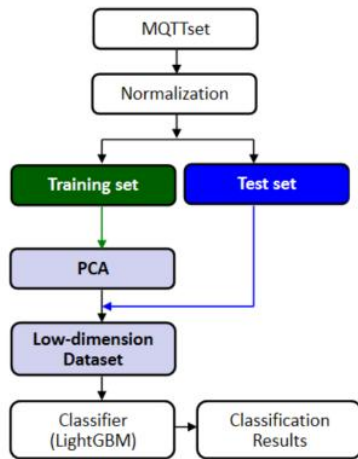 MQTTset
Normalization
Training set
Test set
PCA
Low-dimension
Dataset
Classifier
(LightGBM)
Classification
Results